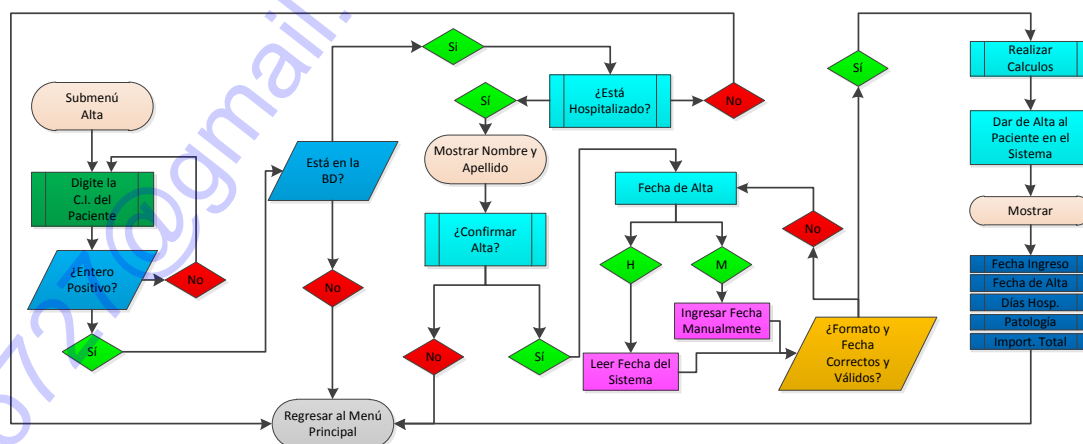 Submenú
Alta
Digite la
C.I. del
Paciente
¿Entero
Positivo?
No
Sí
Está en la
BD?
Si
No
¿Está
Hospitalizado?
Sí
No
Mostrar Nombre y
Apellido
¿Confirmar
Alta?
No
Sí
Fecha de Alta
H
M
Ingresar Fecha
Manualmente
Leer Fecha del
Sistema
¿Formato y
Fecha
Correctos y
Válidos?
No
Sí
Realizar
Calculos
Dar de Alta al
Paciente en el
Sistema
Mostrar
Fecha Ingreso
Fecha de Alta
Días Hosp.
Patología
Import. Total
Regresar al Menú
Principal
727@gmail.